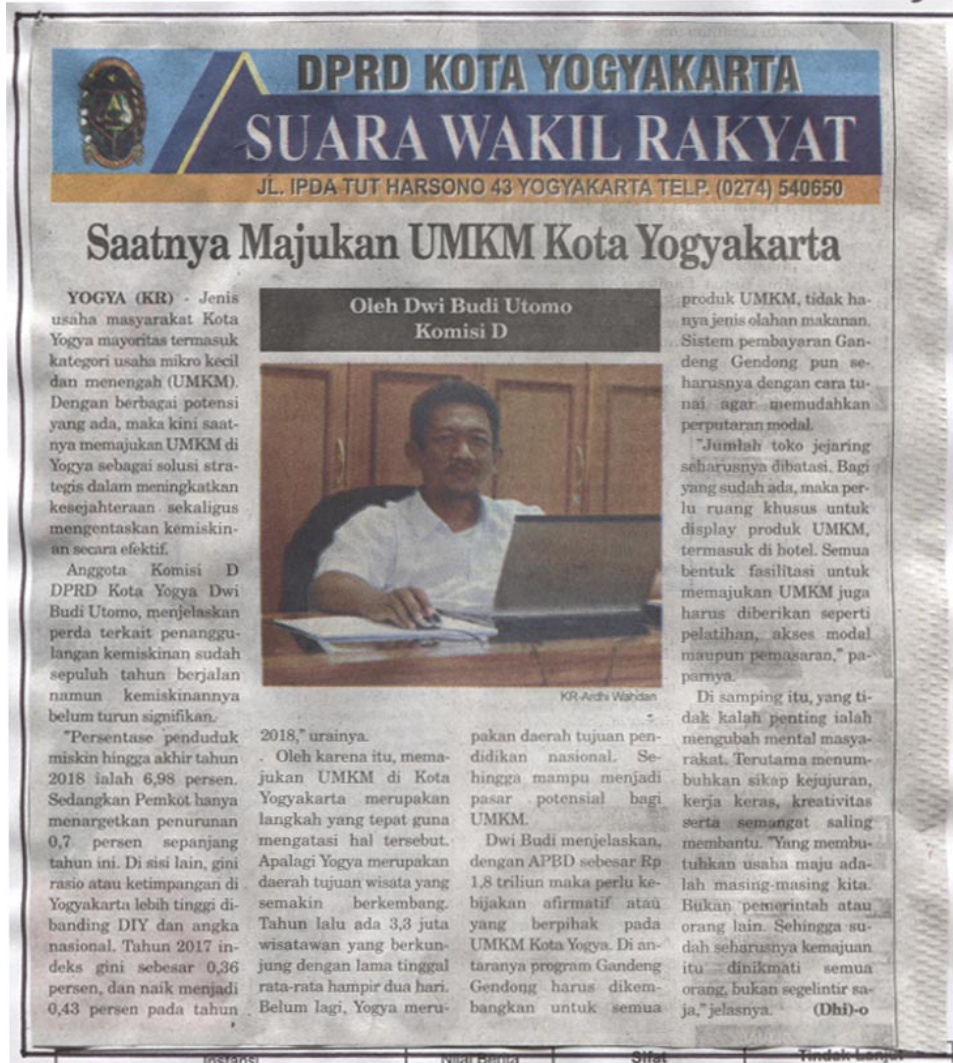 DPRD KOTA YOGYAKARTA
SUARA WAKIL RAKYAT
JL. IPDA TUT HARSONO 43 YOGYAKARTA TELP. (0274) 540650
Saatnya Majukan UMKM Kota Yogyakarta
YOGYA (KR) - Jenis
usaha masyarakat Kota
Yogya mayoritas termasuk
kategori usaha mikro kecil
dan menengah (UMKM).
Dengan berbagai potensi
yang ada, maka kini saat-
nya memajukan UMKM di
Yogya sebagai solusi stra-
tegis dalam meningkatkan
kesejahteraan sekaligus
mengentaskan kemiskin-
an secara efektif.
Anggota Komisi D
DPRD Kota Yogya Dwi
Budi Utomo, menjelaskan
perda terkait penanggu-
langan kemiskinan sudah
sepuluh tahun berjalan
namun kemiskinannya
belum turun signifikan.
"Persentase penduduk
miskin hingga akhir tahun
2018 ialah 6,98 persen.
Sedangkan Pemkot hanya
menargetkan penurunan
0,7 persen sepanjang
tahun ini. Di sisi lain, gini
rasio atau ketimpangan di
Yogyakarta lebih tinggi di-
banding DIY dan angka
nasional. Tahun 2017 in-
deks gini sebesar 0,36
persen, dan naik menjadi
0,43 persen pada tahun
Oleh Dwi Budi Utomo
Komisi D
KR-Ardhi Wahdan
2018," urainya.
Oleh karena itu, mema-
jukan UMKM di Kota
Yogyakarta merupakan
langkah yang tepat guna
mengatasi hal tersebut.
Apalagi Yogya merupakan
daerah tujuan wisata yang
semakin berkembang.
Tahun lalu ada 3,3 juta
wisatawan yang berkun-
jung dengan lama tinggal
rata-rata hampir dua hari.
Belum lagi, Yogya meru-
pakan daerah tujuan pen-
didikan nasional. Se-
hingga mampu menjadi
pasar potensial bagi
UMKM.
Dwi Budi menjelaskan,
dengan APBD sebesar Rp
1,8 triliun maka perlu ke-
bijakan afirmatif atau
yang berpihak pada
UMKM Kota Yogya. Di an-
taranya program Gandeng
Gendong harus dikem-
bangkan untuk semua
produk UMKM, tidak ha-
nya jenis olahan makanan.
Sistem pembayaran Gan-
deng Gendong pun se-
harusnya dengan cara tu-
nai agar memudahkan
perputaran modal.
"Jumlah toko jejaring
seharusnya dibatasi. Bagi
yang sudah ada, maka per-
lu ruang khusus untuk
display produk UMKM,
termasuk di hotel. Semua
bentuk fasilitasi untuk
memajukan UMKM juga
harus diberikan seperti
pelatihan, akses modal
maupun pemasaran," pa-
parnya.
Di samping itu, yang ti-
dak kalah penting ialah
mengubah mental masya-
rakat. Terutama menum-
buhkan sikap kejujuran,
kerja keras, kreativitas
serta semangat saling
membantu. "Yang membu-
tuhkan usaha maju ada-
lah masing-masing kita.
Bukan pemerintah atau
orang lain. Sehingga su-
dah seharusnya kemajuan
itu dinikmati semua
orang, bukan segelintir sa-
ja," jelasnya. (Dhi)-o
Instansi Nilai Berita Sifat Tindak Lanjut